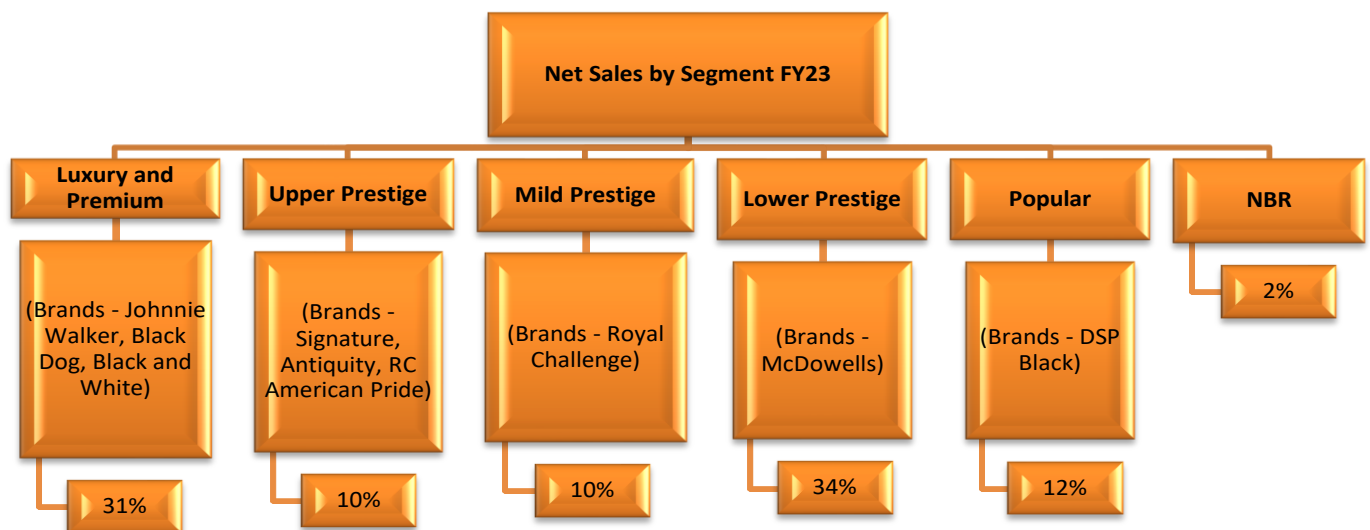 Net Sales by Segment FY23
Luxury and
Premium
Upper Prestige
Mild Prestige
Lower Prestige
Popular
NBR
(Brands - Johnnie
Walker, Black
Dog, Black and
White)
(Brands -
Signature,
Antiquity, RC
American Pride)
(Brands - Royal
Challenge)
(Brands -
McDowells)
(Brands - DSP
Black)
2%
31%
10%
10%
34%
12%